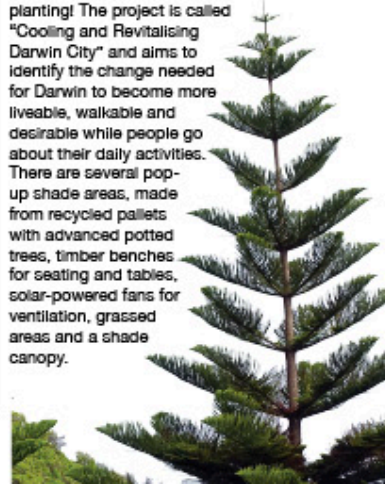 planting! The project is called
"Cooling and Revitalising
Darwin City" and aims to
identify the change needed
for Darwin to become more
liveable, walkable and
desirable while people go
about their daily activities.
There are several pop-
up shade areas, made
from recycled pallets
with advanced potted
trees, timber benches
for seating and tables,
solar-powered fans for
ventilation, grassed
areas and a shade
canopy.